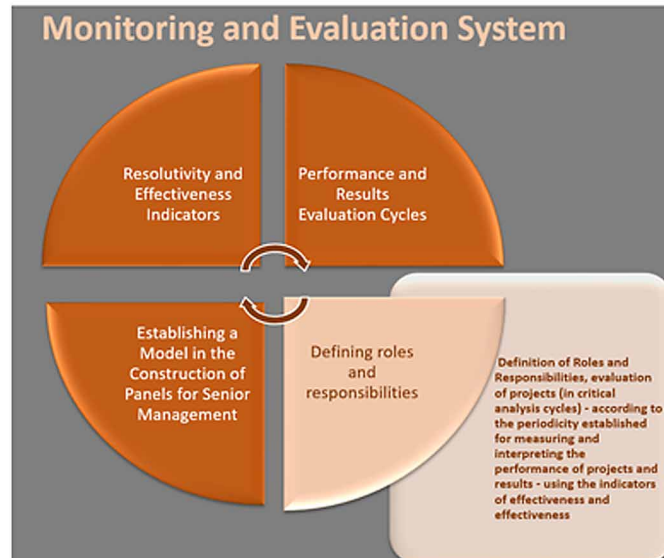 Monitoring and Evaluation System
Resolutivity and
Effectiveness
Indicators
Performance and
Results
Evaluation Cycles
Establishing a
Model in the
Construction of
Panels for Senior
Management
Defining roles
and
responsibilities
Definition of Roles and
Responsibilities, evaluation
of projects (in critical
analysis cycles) - according to
the periodicity established
for measuring and
interpreting the
performance of projects and
results - using the indicators
of effectiveness and
effectiveness